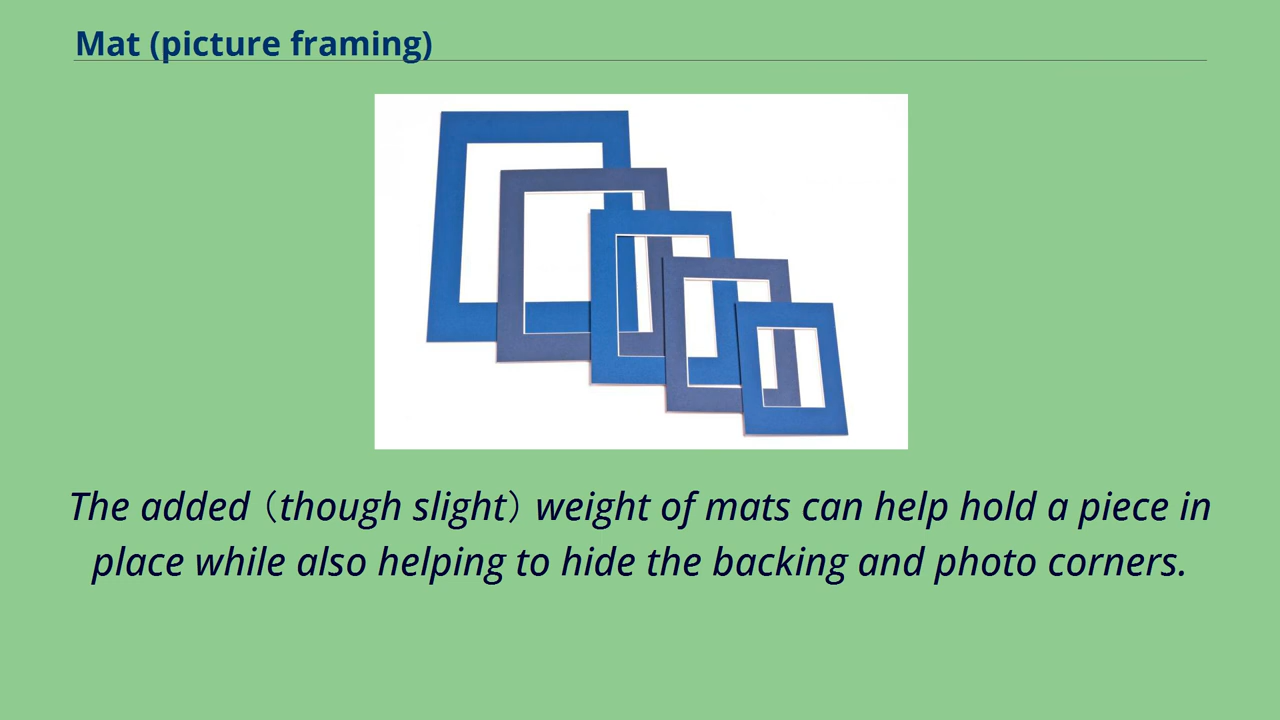 Mat (picture framing)
The added（though slight）weight of mats can help hold a piece in
place while also helping to hide the backing and photo corners.